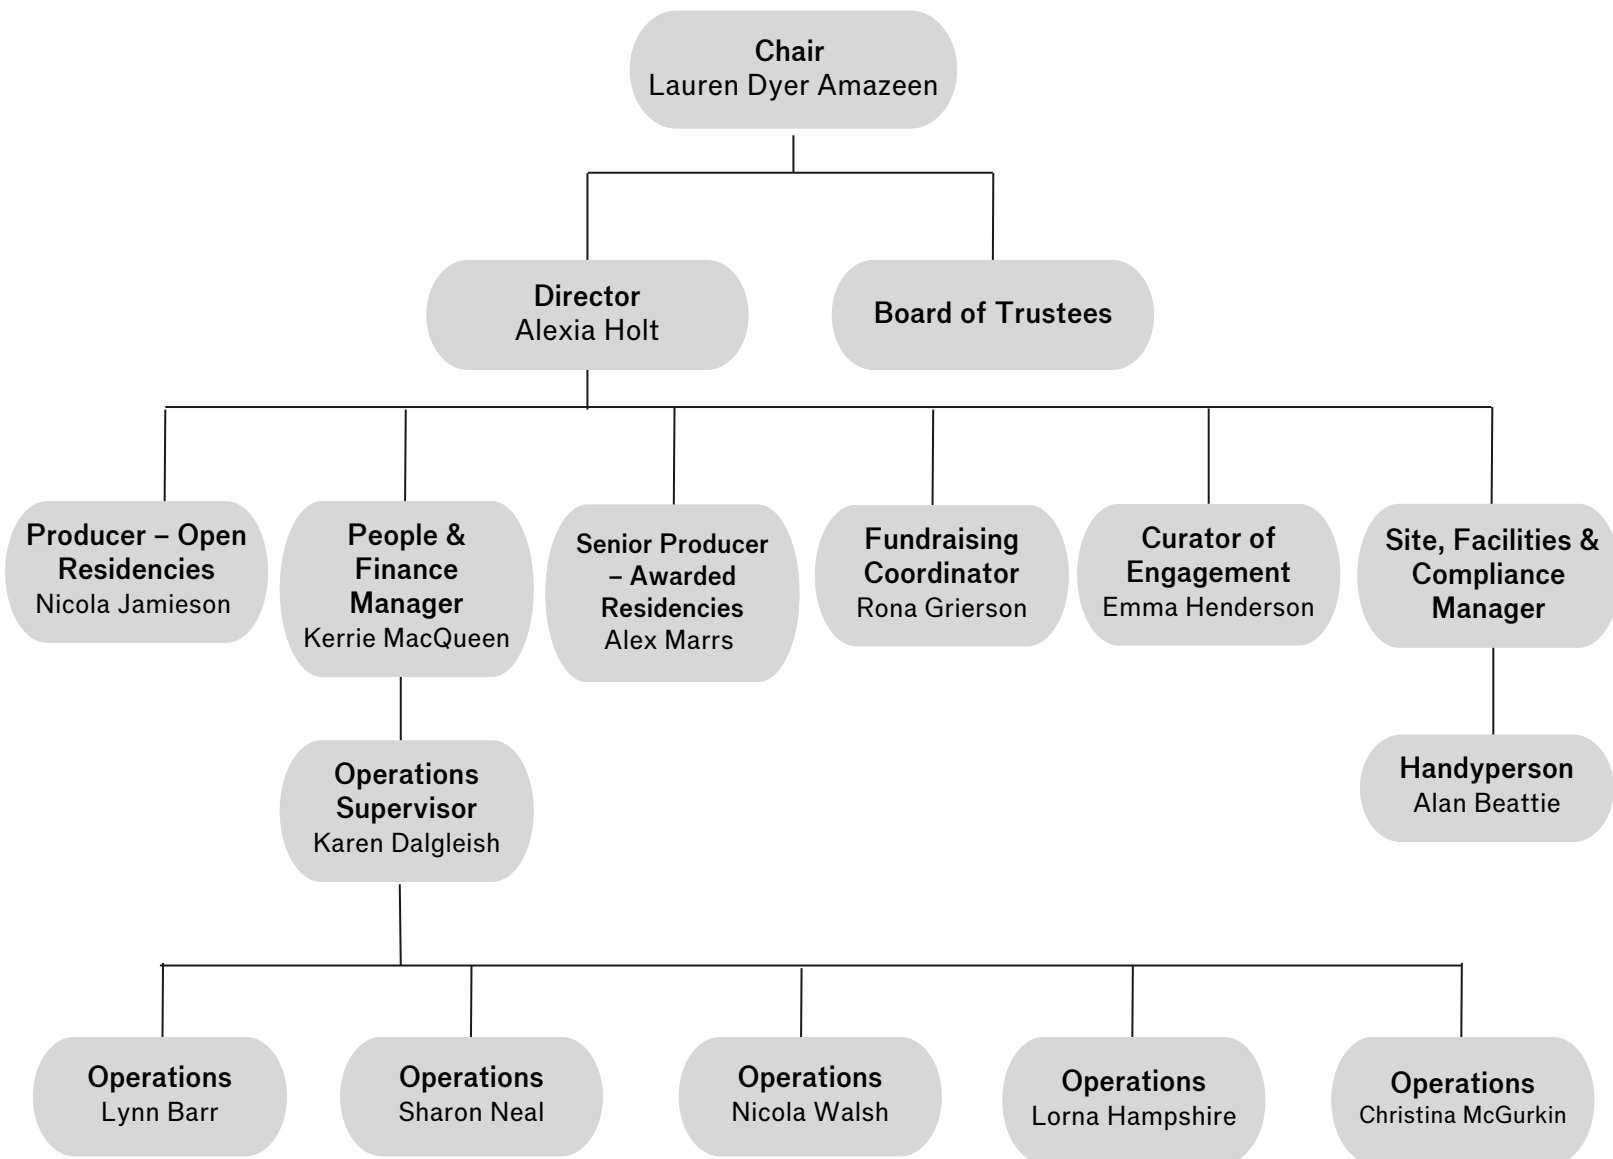 Chair
Lauren Dyer Amazeen
Director
Alexia Holt
Board of Trustees
Producer – Open
Residencies
Nicola Jamieson
People &
Finance
Manager
Kerrie MacQueen
Senior Producer
– Awarded
Residencies
Alex Marrs
Fundraising
Coordinator
Rona Grierson
Curator of
Engagement
Emma Henderson
Site, Facilities &
Compliance
Manager
Operations
Supervisor
Karen Dalgleish
Handyperson
Alan Beattie
Operations
Lynn Barr
Operations
Sharon Neal
Operations
Nicola Walsh
Operations
Lorna Hampshire
Operations
Christina McGurkin